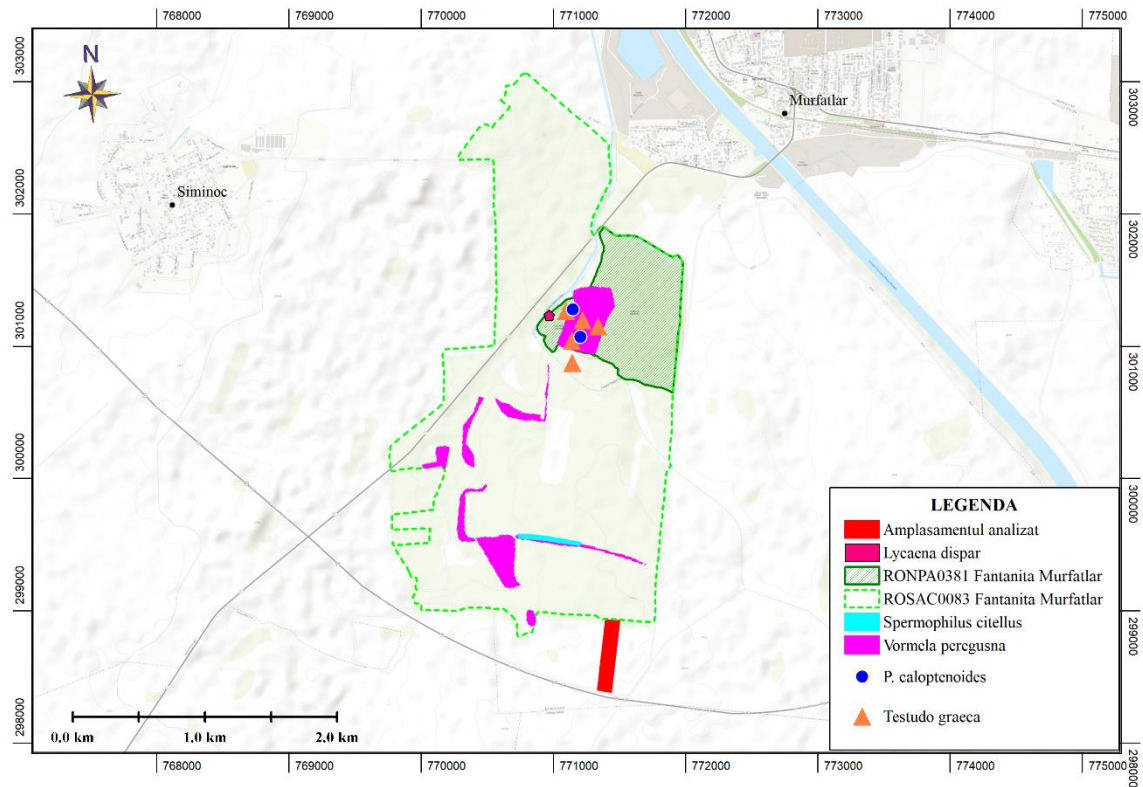 768000 769000 770000 771000 772000 773000 774000 775000
303000
302000
301000
300000
299000
298000
N
Murfatlar
Siminoc
303000
302000
301000
300000
299000
298000
LEGENDA
Amplasamentul analizat
Lycaena dispar
RONPA0381 Fantanita Murfatlar
ROSAC0083 Fantanita Murfatlar
Spermophilus citellus
Vormela peregusna
P. caloptenoides
Testudo graeca
0,0 km 1,0 km 2,0 km
768000 769000 770000 771000 772000 773000 774000 775000